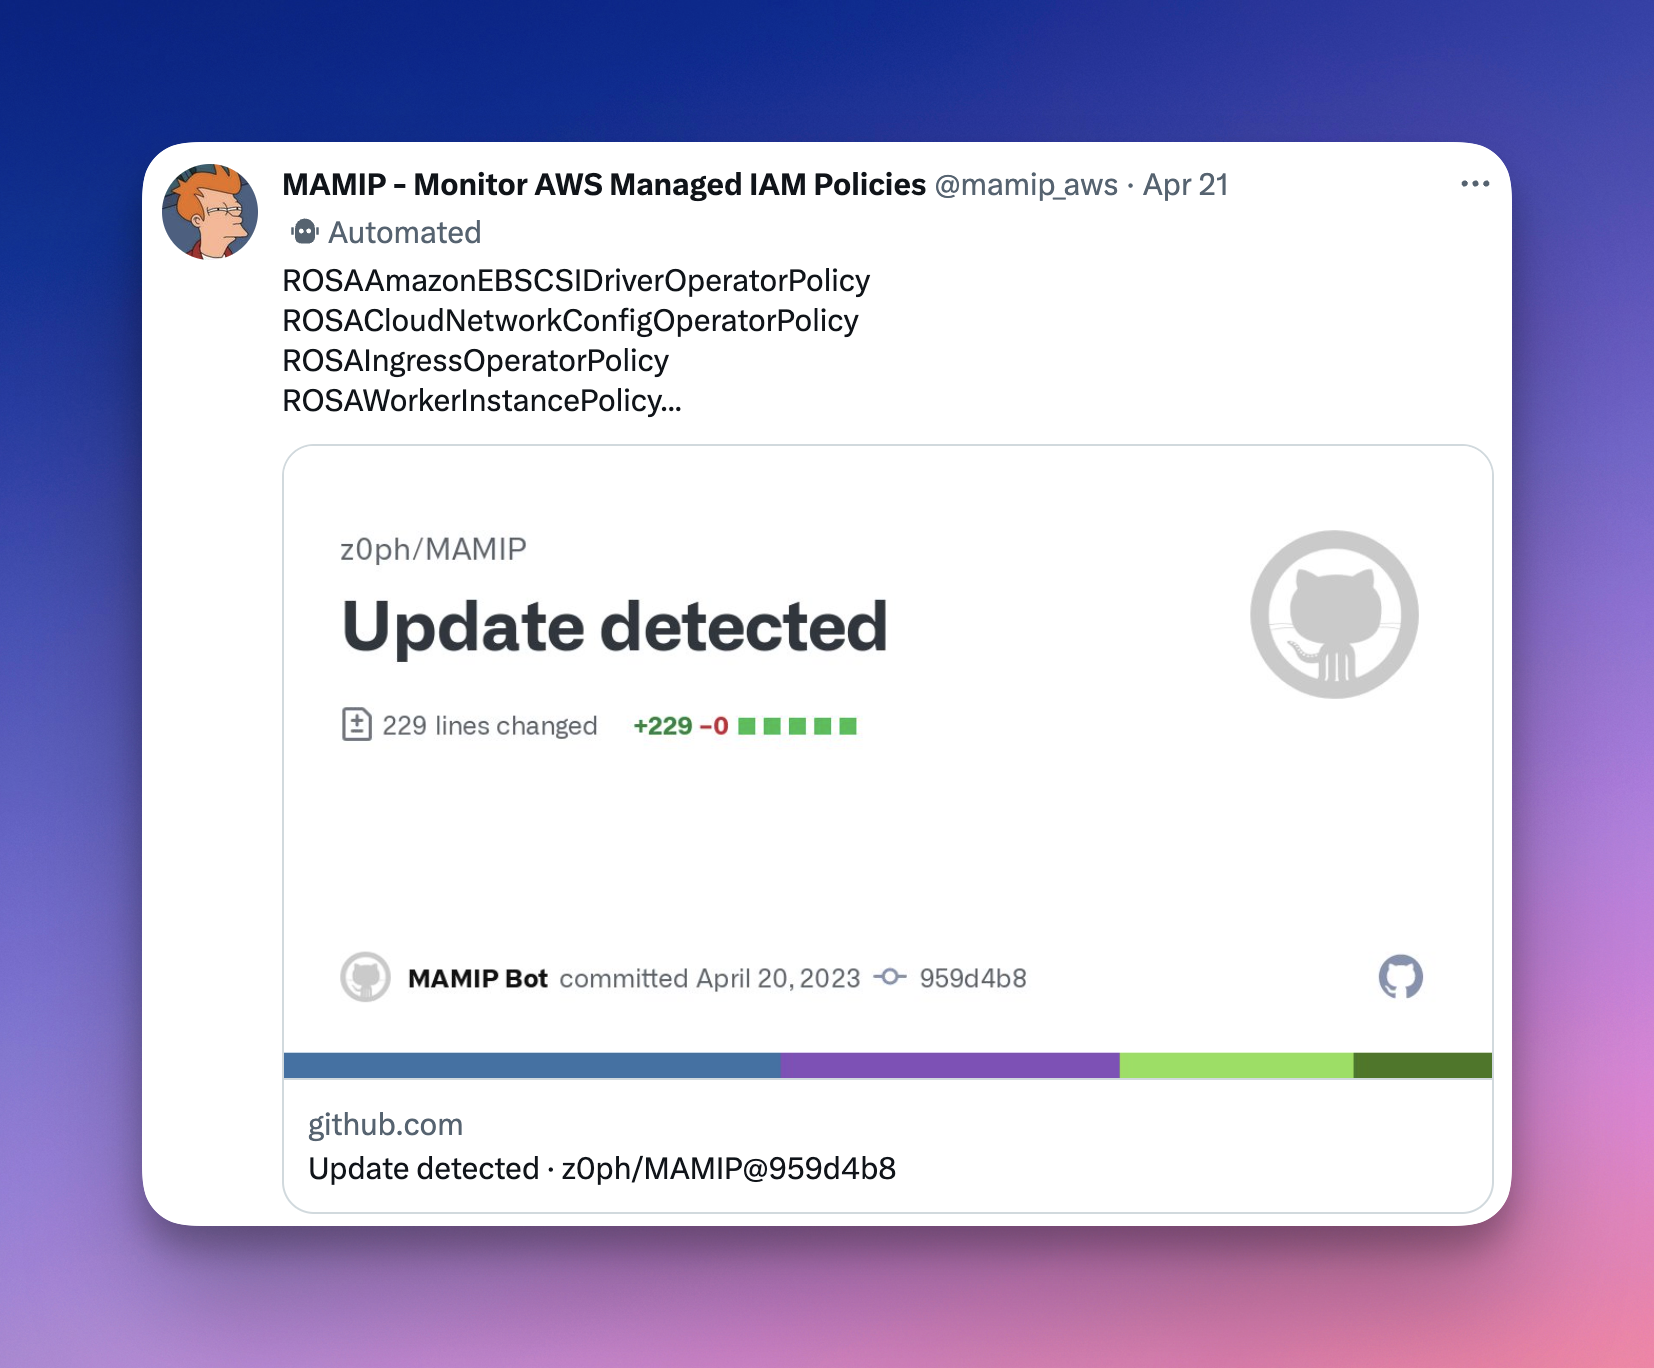 MAMIP - Monitor AWS Managed IAM Policies @mamip_aws · Apr 21
Automated
ROSAAmazonEBSCSIDriverOperatorPolicy
ROSACloudNetworkConfigOperatorPolicy
ROSAIngressOperatorPolicy
ROSAWorkerInstancePolicy...
z0ph/MAMIP
Update detected
229 lines changed +229 −0
MAMIP Bot committed April 20, 2023 959d4b8
github.com
Update detected · z0ph/MAMIP@959d4b8